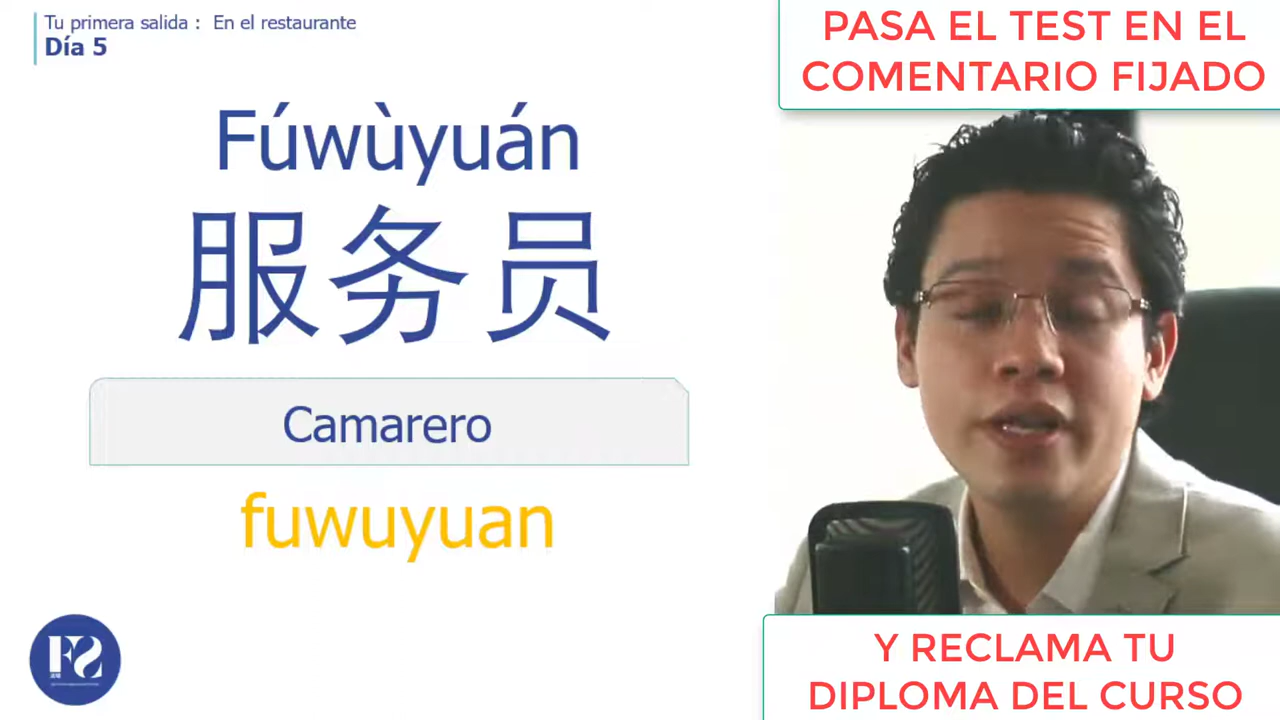 Tu primera salida : En el restaurante
Día 5
Fúwùyuán
服务员
Camarero
fuwuyuan
PASA EL TEST EN EL
COMENTARIO FIJADO
Y RECLAMA TU
DIPLOMA DEL CURSO